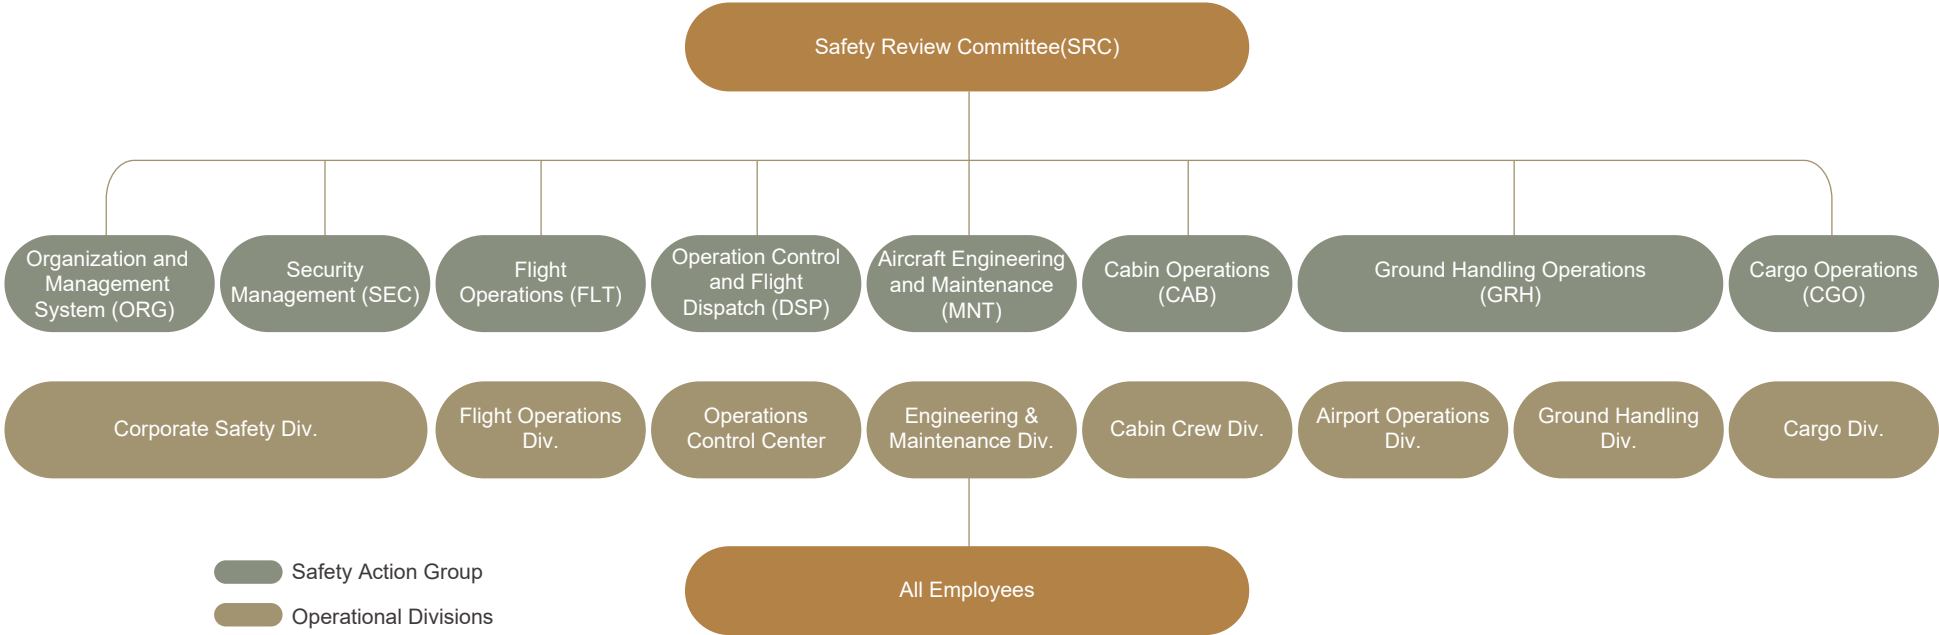 Safety Review Committee(SRC)
Organization and
Management
System (ORG)
Security
Management (SEC)
Flight
Operations (FLT)
Operation Control
and Flight
Dispatch (DSP)
Aircraft Engineering
and Maintenance
(MNT)
Cabin Operations
(CAB)
Ground Handling Operations
(GRH)
Cargo Operations
(CGO)
Corporate Safety Div.
Flight Operations
Div.
Operations
Control Center
Engineering &
Maintenance Div.
Cabin Crew Div.
Airport Operations
Div.
Ground Handling
Div.
Cargo Div.
Safety Action Group
Operational Divisions
All Employees